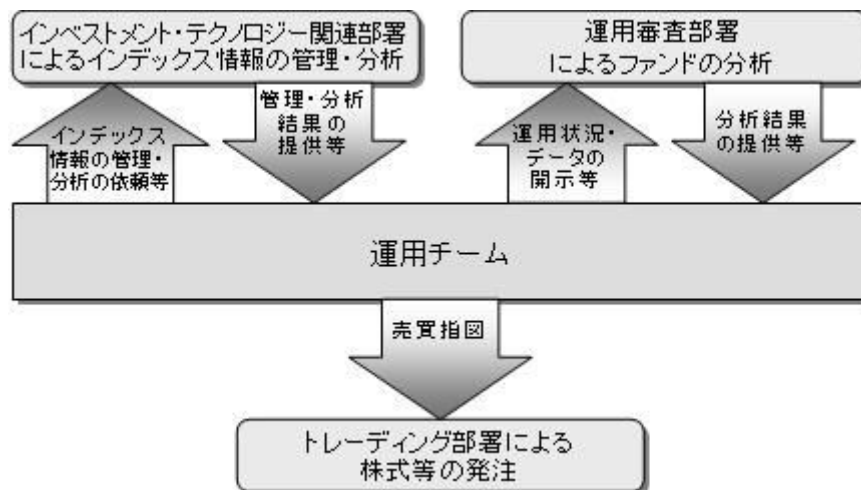 インベストメント・テクノロジー関連部署
によるインデックス情報の管理・分析
運用審査部署
によるファンドの分析
インデックス
情報の管理・
分析の依頼等
管理・分析
結果の
提供等
運用状況・
データの
開示等
分析結果
の提供等
運用チーム
売買指図
トレーディング部署による
株式等の発注